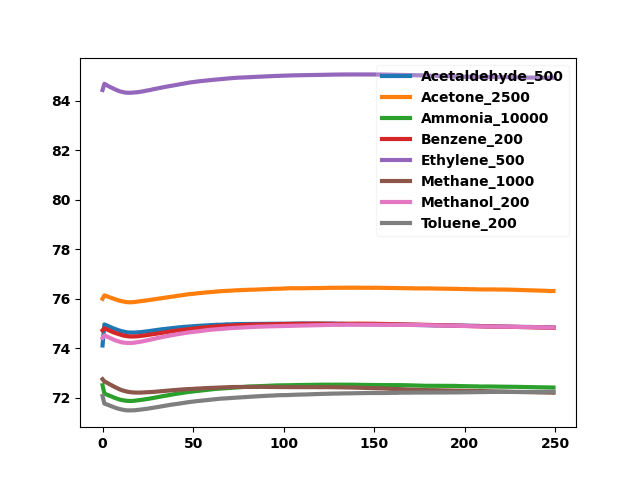 84
82
80
78
76
74
72
0 50 100 150 200 250
Acetaldehyde_500
Acetone_2500
Ammonia_10000
Benzene_200
Ethylene_500
Methane_1000
Methanol_200
Toluene_200